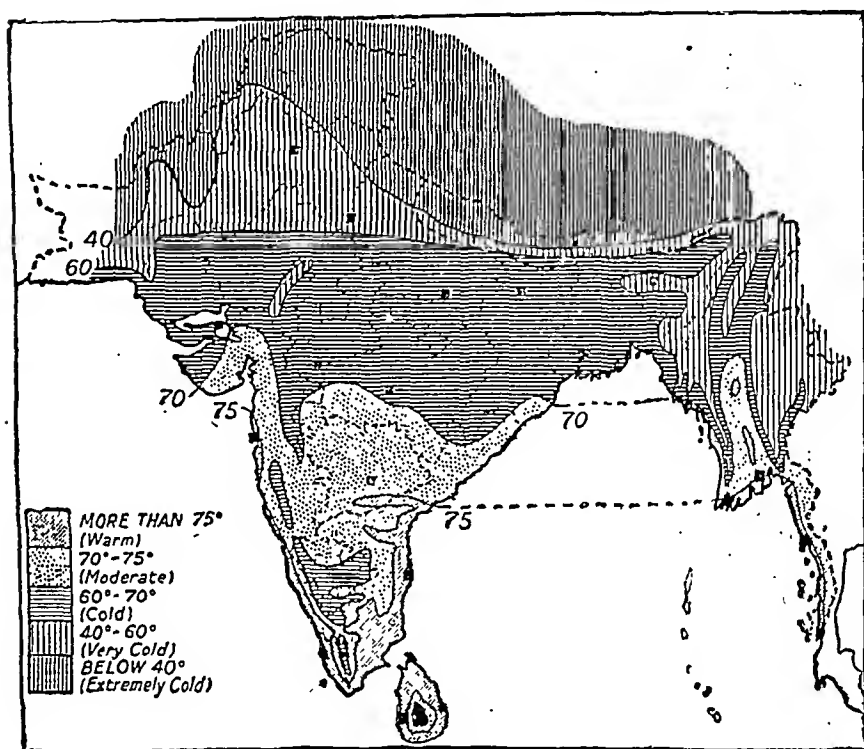 40
60
70
75
70
75
MORE THAN 75°
(Warm)
70°-75°
(Moderate)
60°-70°
(Cold)
40°-60°
(Very Cold)
BELOW 40°
(Extremely Cold)